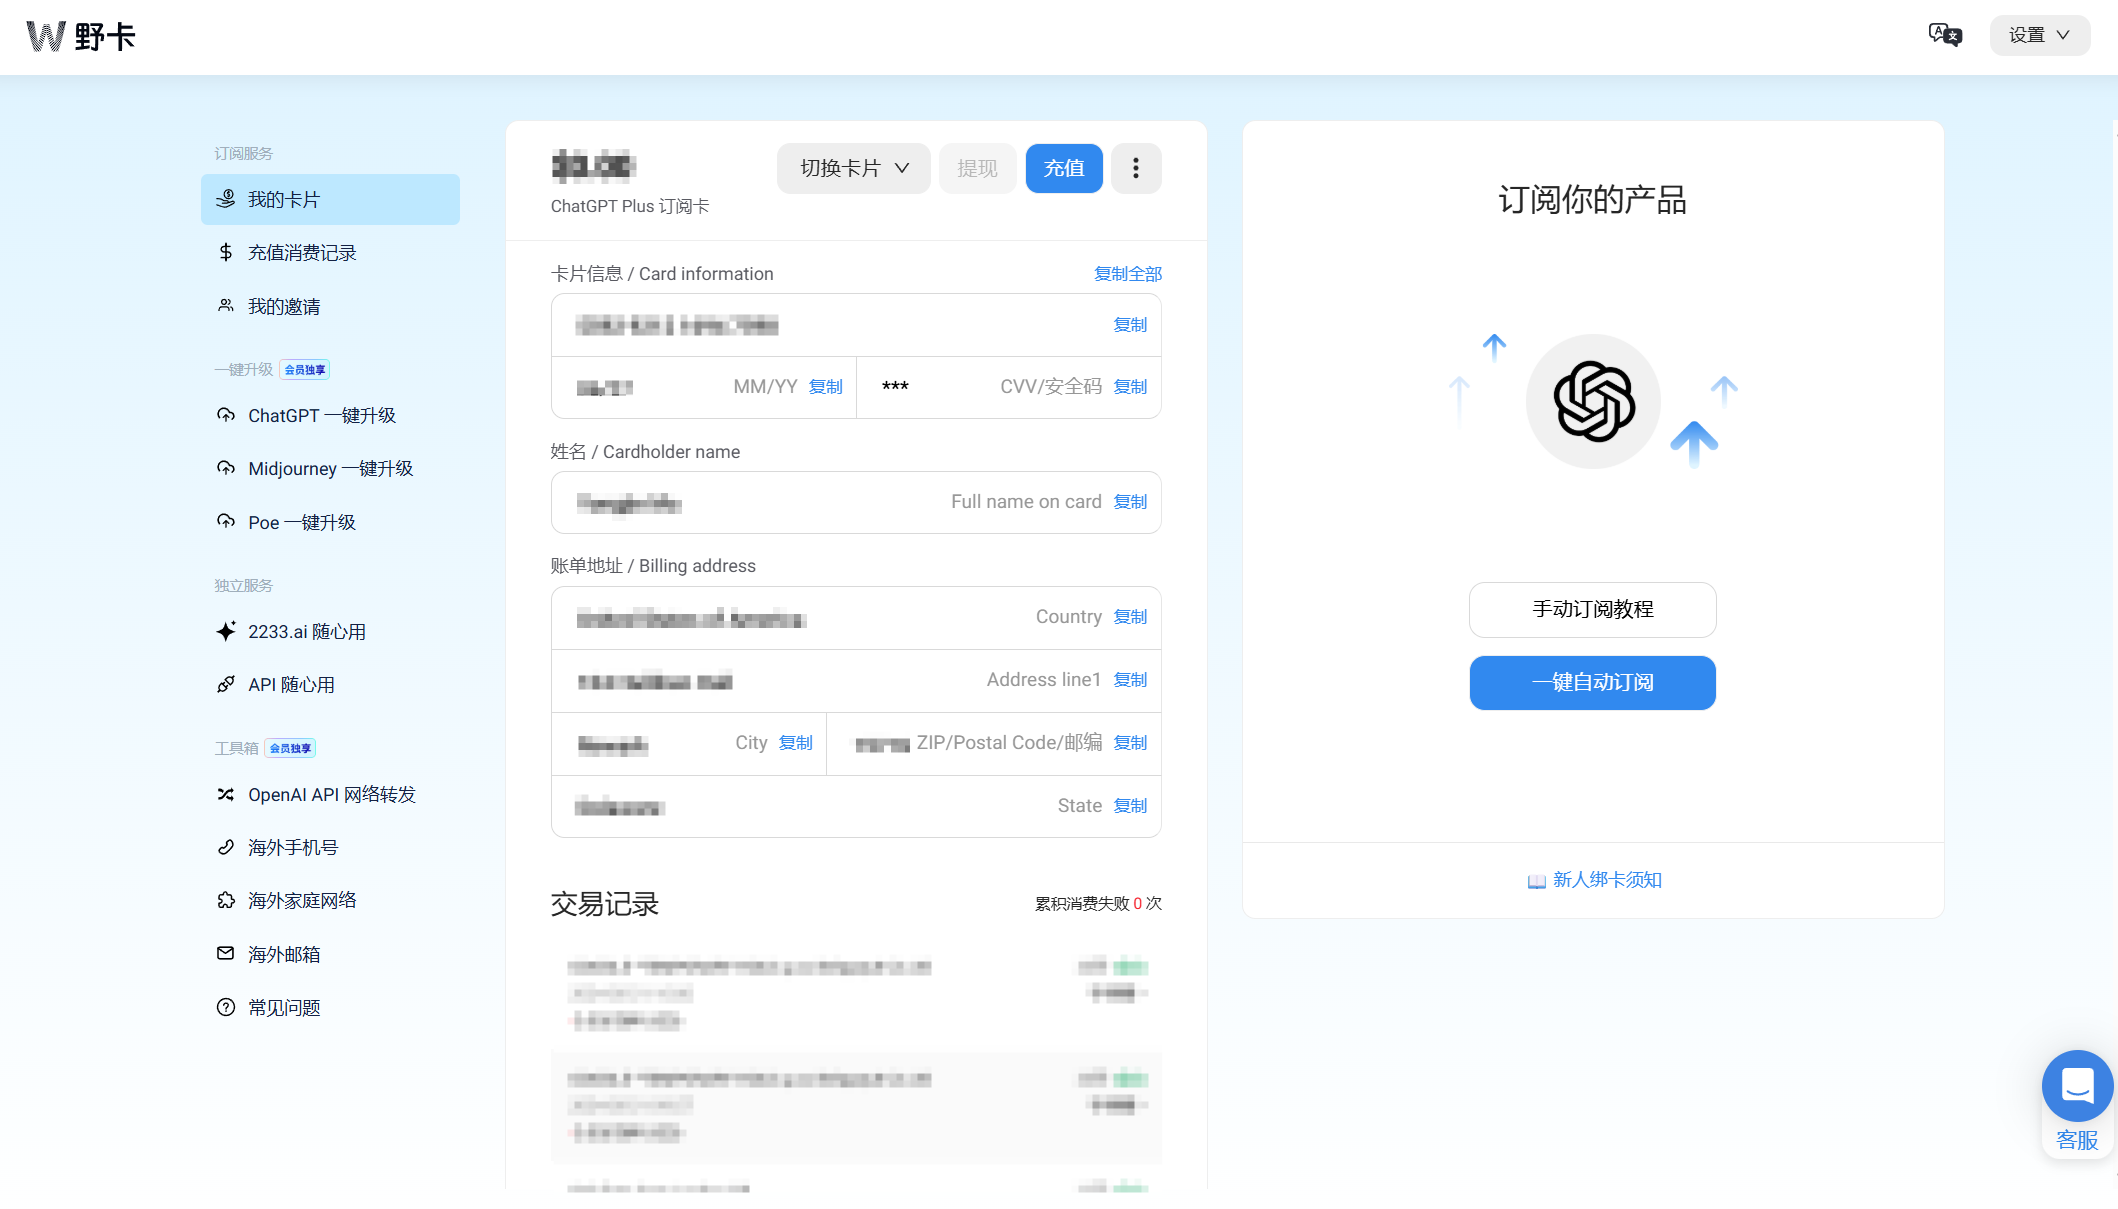 野卡
设置
订阅服务
我的卡片
充值消费记录
我的邀请
一键升级 会员独享
ChatGPT 一键升级
Midjourney 一键升级
Poe 一键升级
独立服务
2233.ai 随心用
API 随心用
工具箱 会员独享
OpenAI API 网络转发
海外手机号
海外家庭网络
海外邮箱
常见问题
切换卡片 提现 充值
ChatGPT Plus 订阅卡
卡片信息 / Card information 复制全部
复制
MM/YY 复制 *** CVV/安全码 复制
姓名 / Cardholder name
Full name on card 复制
账单地址 / Billing address
Country 复制
Address line1 复制
City 复制 ZIP/Postal Code/邮编 复制
State 复制
交易记录 累积消费失败 0 次
订阅你的产品
手动订阅教程
一键自动订阅
新人绑卡须知
客服